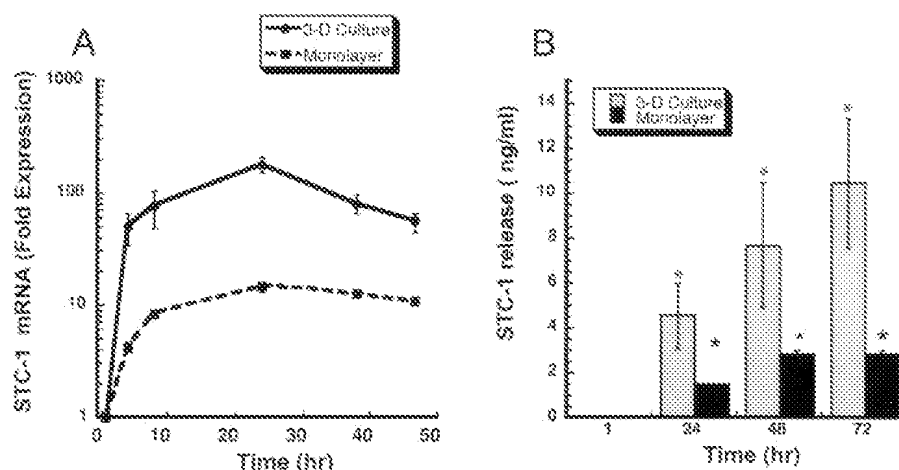 A
3-D Culture
Monolayer
STC-1 mRNA (Fold Expression)
1000
100
10
1
0 10 20 30 40 50
Time (hr)
B
3-D Culture
Monolayer
STC-1 release ( ng/ml)
14
12
10
8
6
4
2
0
* * *
* * *
1 24 48 72
Time (hr)